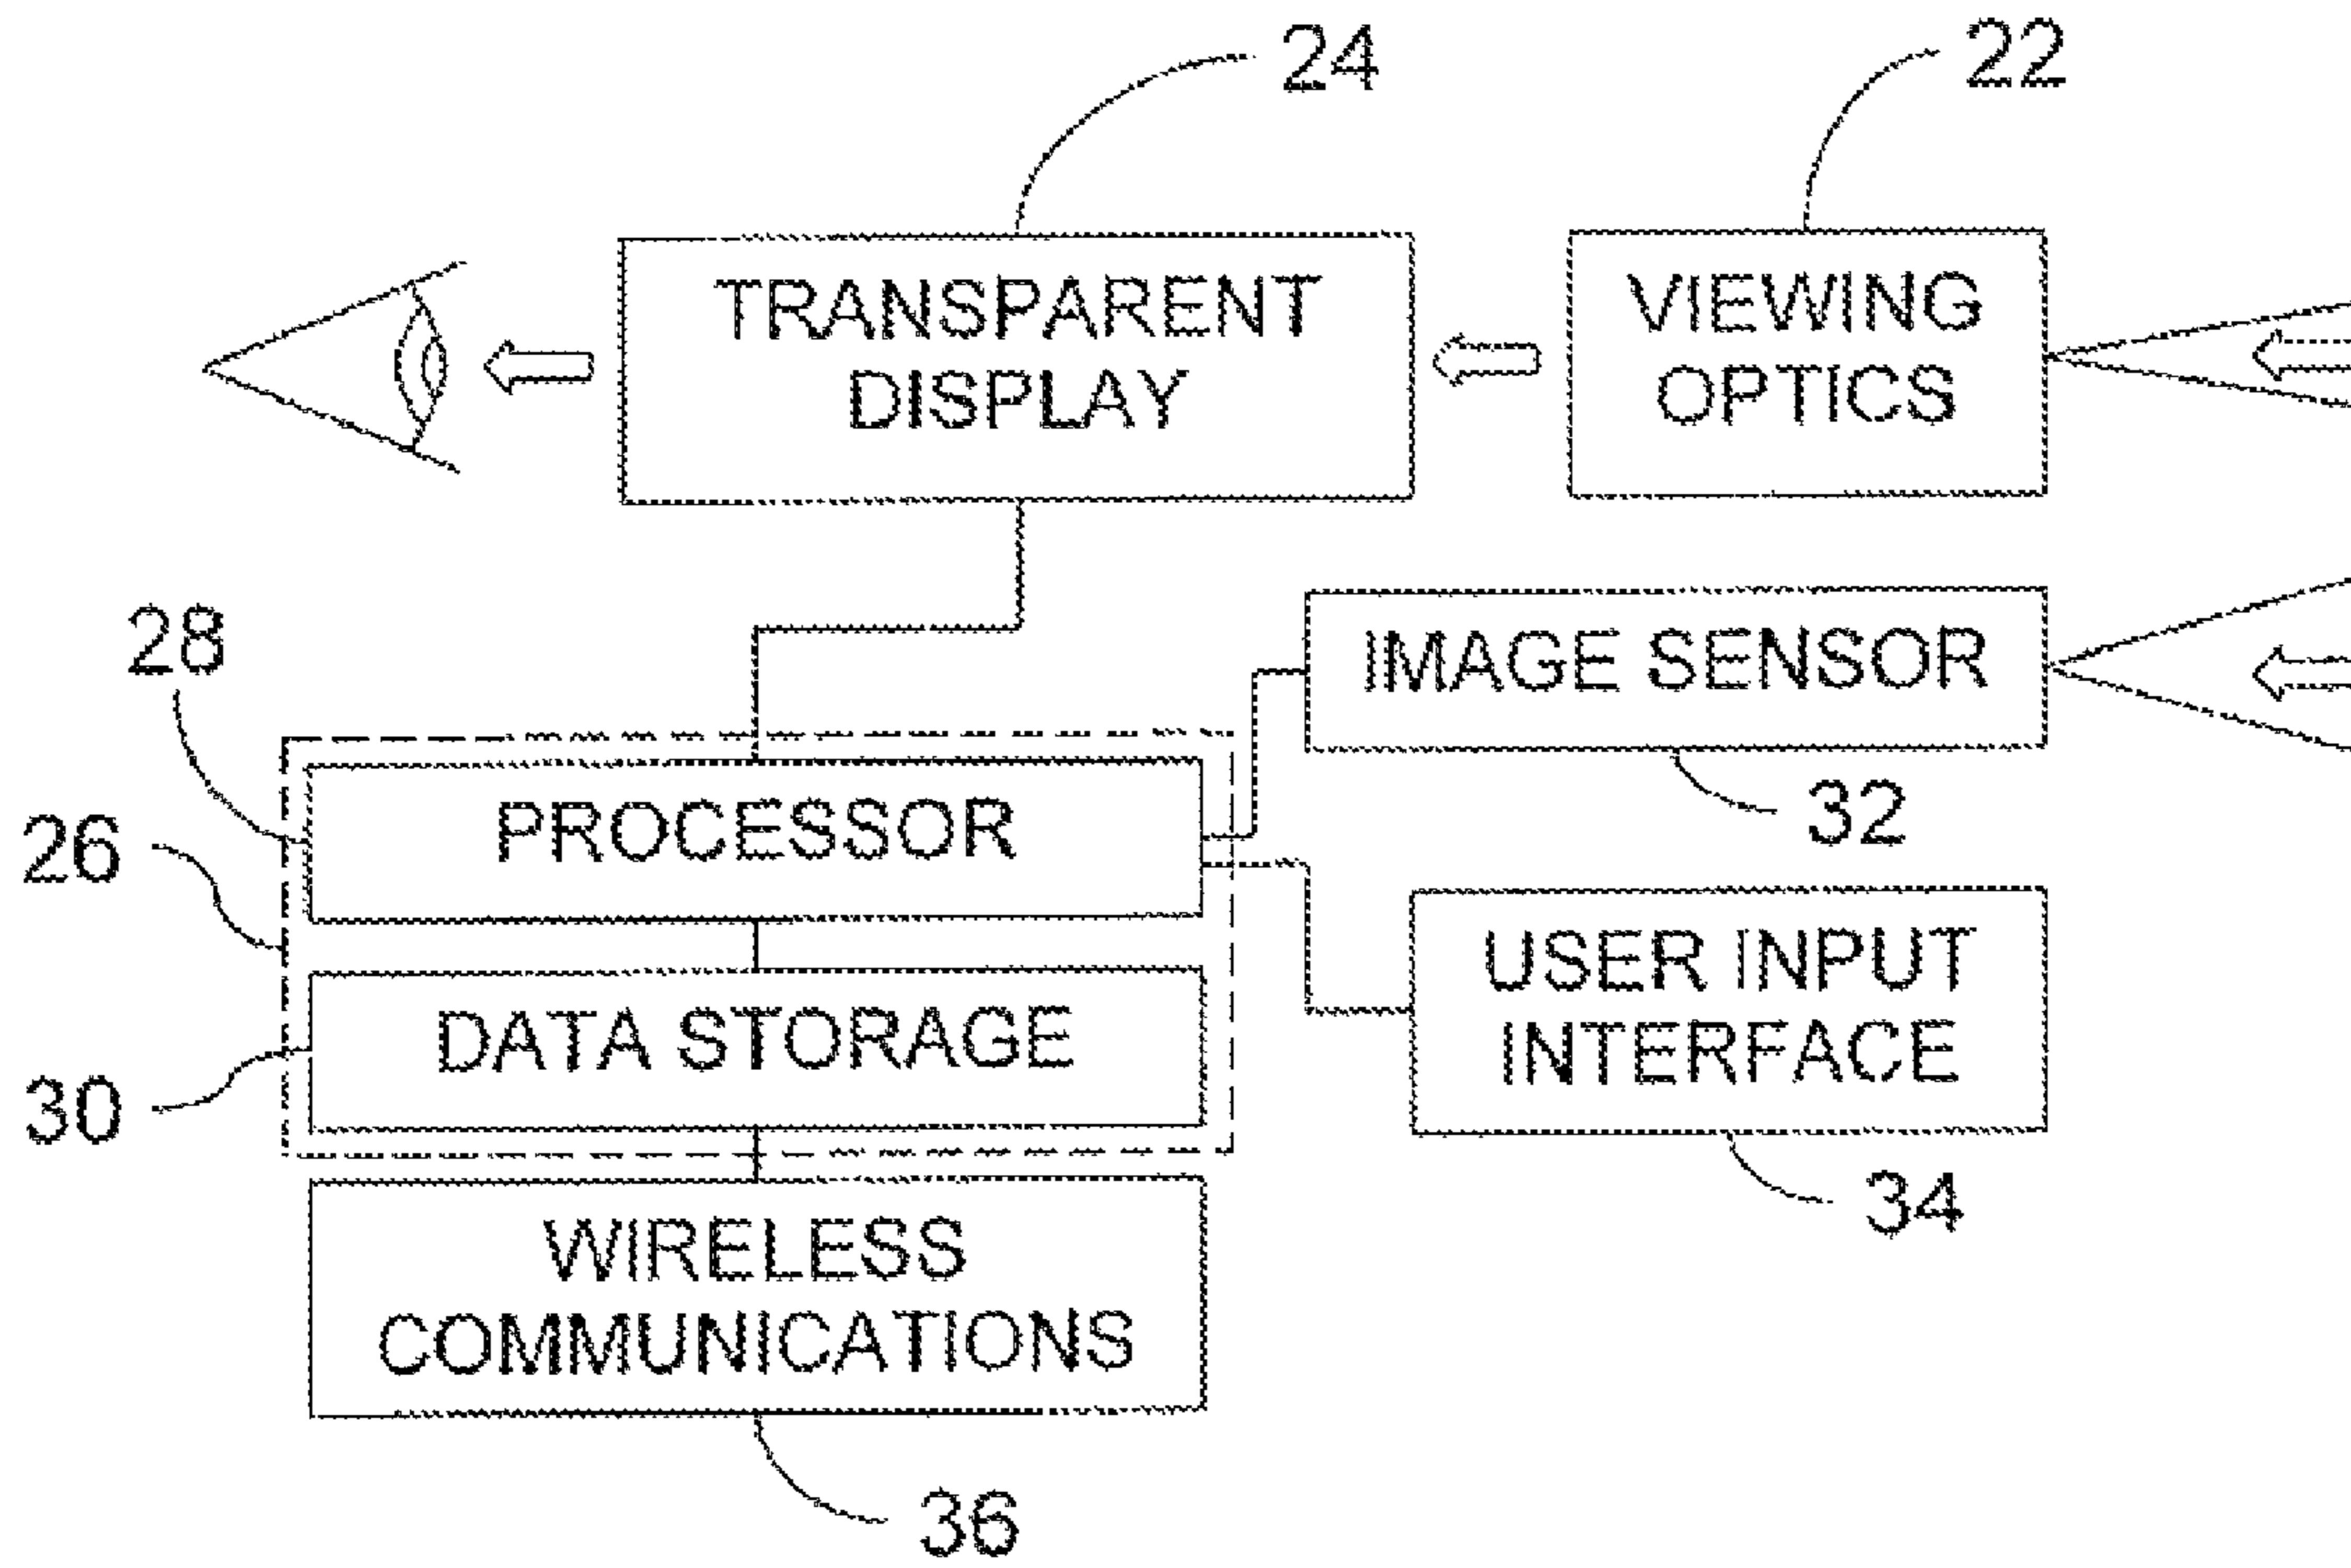 24
22
TRANSPARENT
DISPLAY
VIEWING
OPTICS
28
IMAGE SENSOR
32
26
PROCESSOR
USER INPUT
INTERFACE
30
DATA STORAGE
34
WIRELESS
COMMUNICATIONS
36